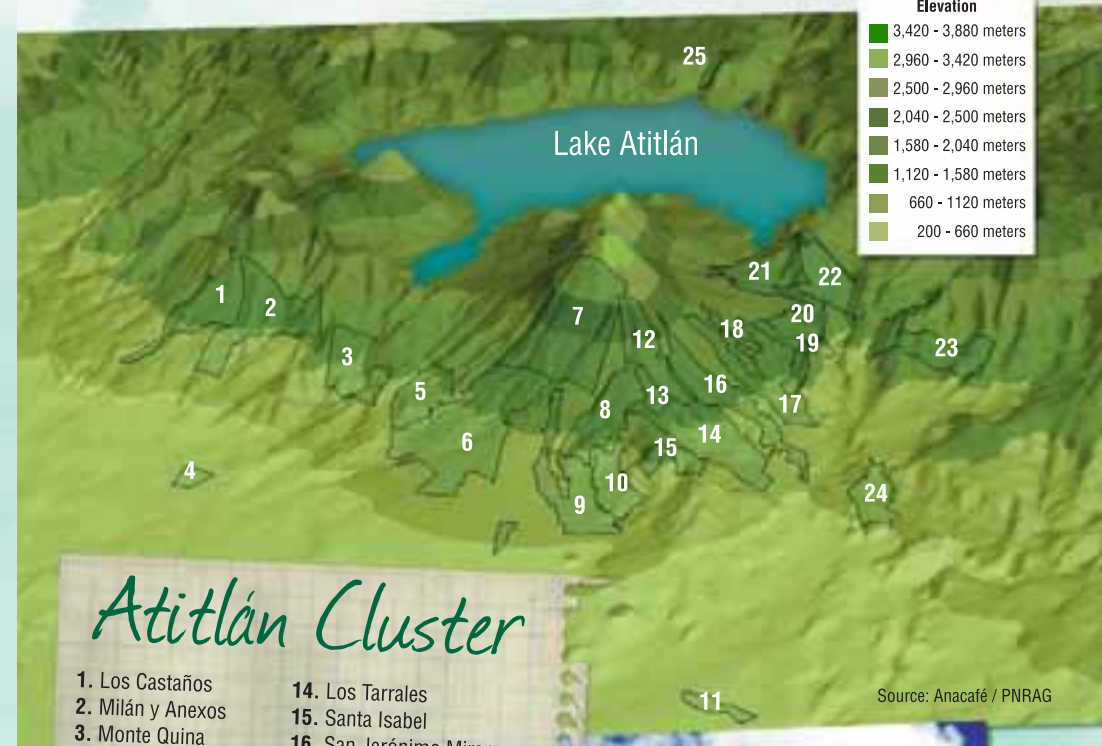 Elevation
3,420 - 3,880 meters
2,960 - 3,420 meters
2,500 - 2,960 meters
2,040 - 2,500 meters
1,580 - 2,040 meters
1,120 - 1,580 meters
660 - 1120 meters
200 - 660 meters
25
Lake Atitlán
21
22
1
2
7
20
18
12
19
3
23
5
16
13
17
8
14
6
15
4
10
24
9
Atitlán Cluster
1. Los Castaños
2. Milán y Anexos
3. Monte Quina
14. Los Tarrales
15. Santa Isabel
16. San Jerónimo
11
Source: Anacafé / PNRAG